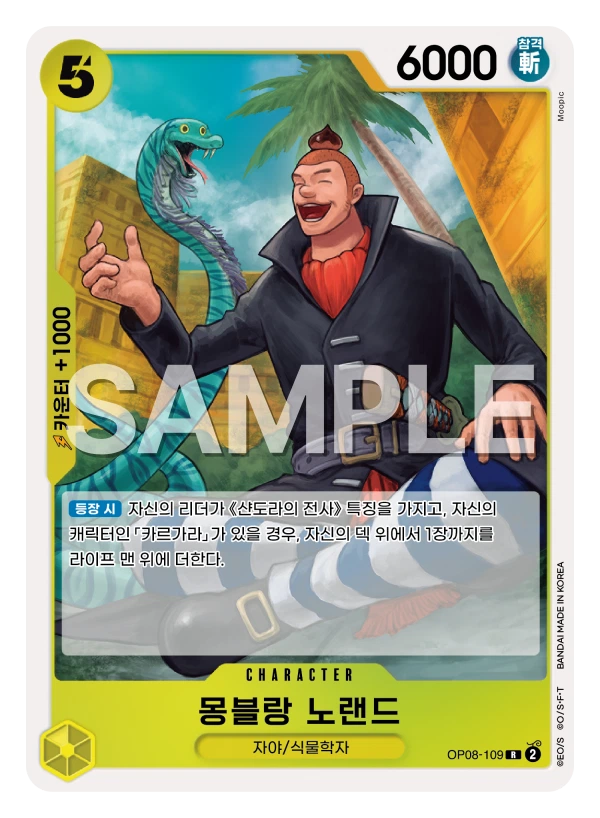 5
6000
참격
斬
Moopic
카운터 +1000
SAMPLE
등장 시 자신의 리더가 《샨도라의 전사》 특징을 가지고, 자신의
캐릭터인 「카르가라」가 있을 경우, 자신의 덱 위에서 1장까지를
라이프 맨 위에 더한다.
CHARACTER
몽블랑 노랜드
자야/식물학자
OP08-109 R 2
©E.O/S ©O/S・F・T BANDAI MADE IN KOREA